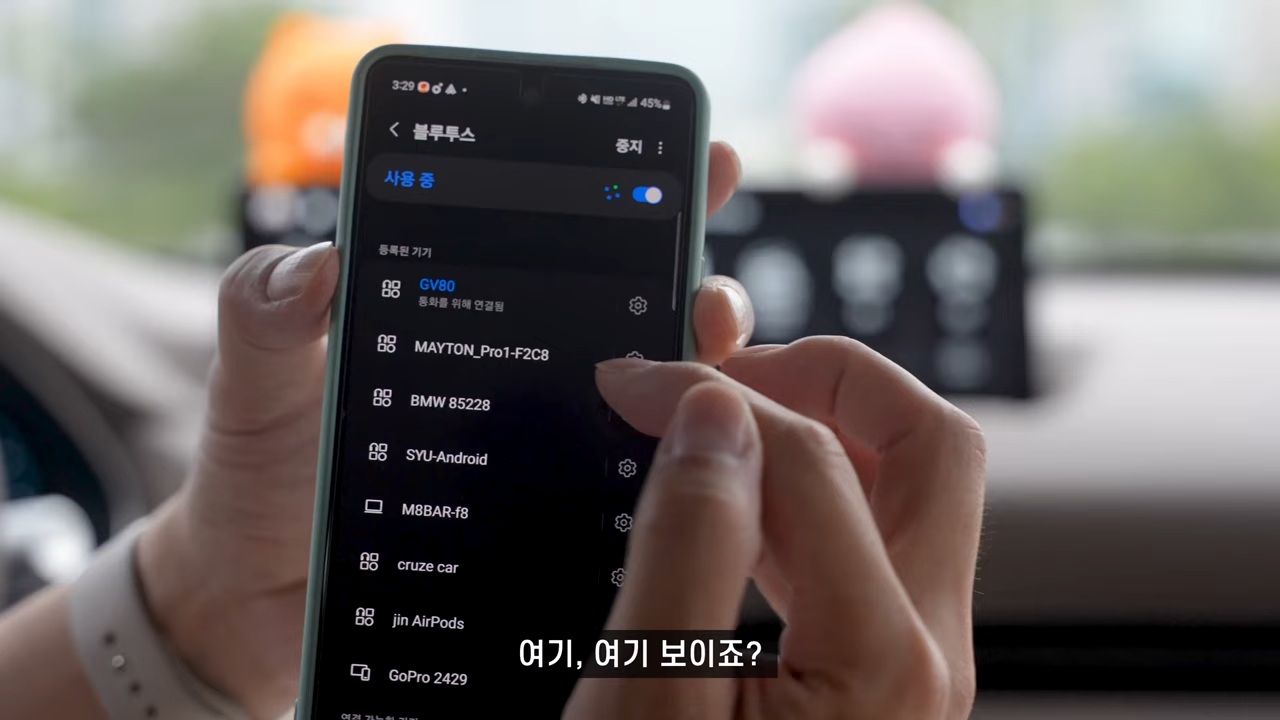 3:29
45%
블루투스
중지
사용 중
등록된 기기
GV80
통화를 위해 연결됨
MAYTON_Pro1-F2C8
BMW 85228
SYU-Android
M8BAR-f8
cruze car
jin AirPods
GoPro 2429
여기, 여기 보이죠?